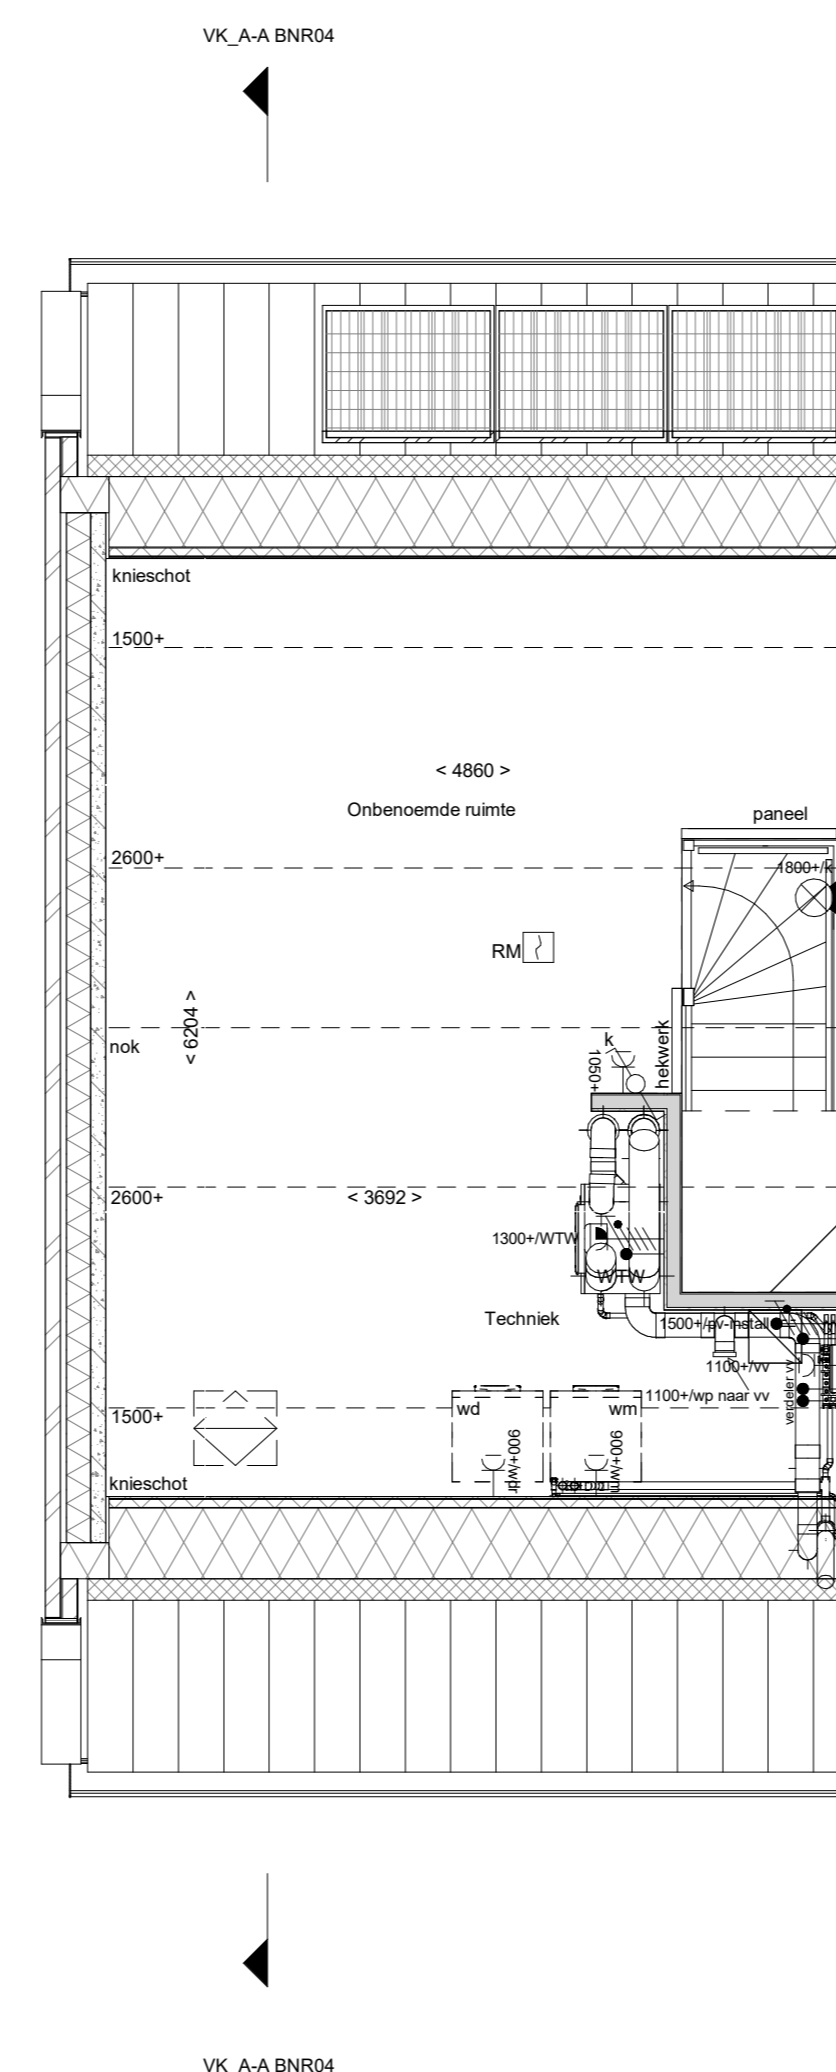 VK_A-A BNR04
knieschot
1500+
< 4860 >
Onbenoemde ruimte
paneel
2600+
1800+/k
RM
< 6204 >
nok
k
1050+
hekwerk
2600+
< 3692 >
1300+/WTW
WTW
Techniek
1500+/pv-install
1100+/vv
verdeler vv
1100+/wp naar vv
1500+
wd
wm
900+/wdr
900+/wm
knieschot
VK_A-A BNR04